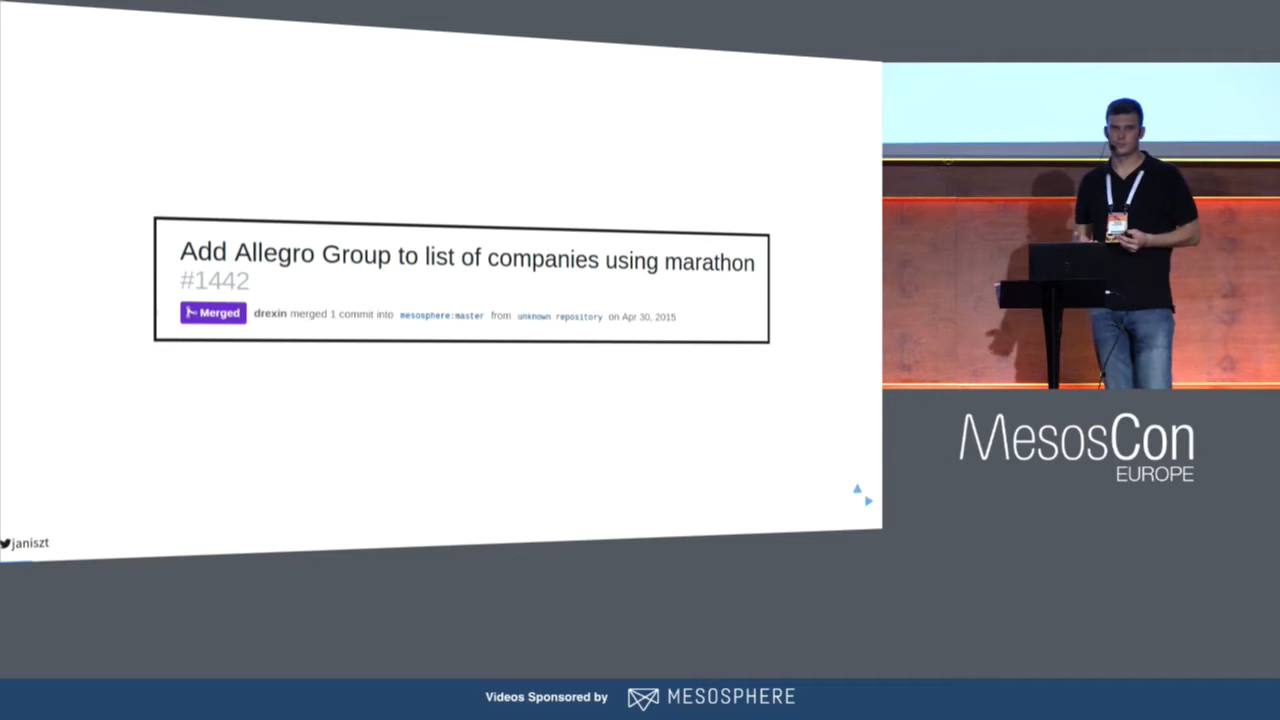 Add Allegro Group to list of companies using marathon
#1442
Merged drexin merged 1 commit into mesosphere:master from unknown repository on Apr 30, 2015
janiszt
MesosCon
EUROPE
Videos Sponsored by MESOSPHERE